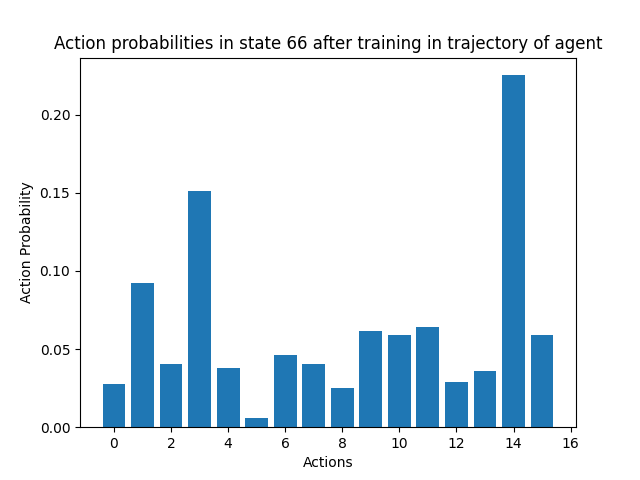 Action probabilities in state 66 after training in trajectory of agent
0.20
0.15
0.10
0.05
0.00
Action Probability
0 2 4 6 8 10 12 14 16
Actions